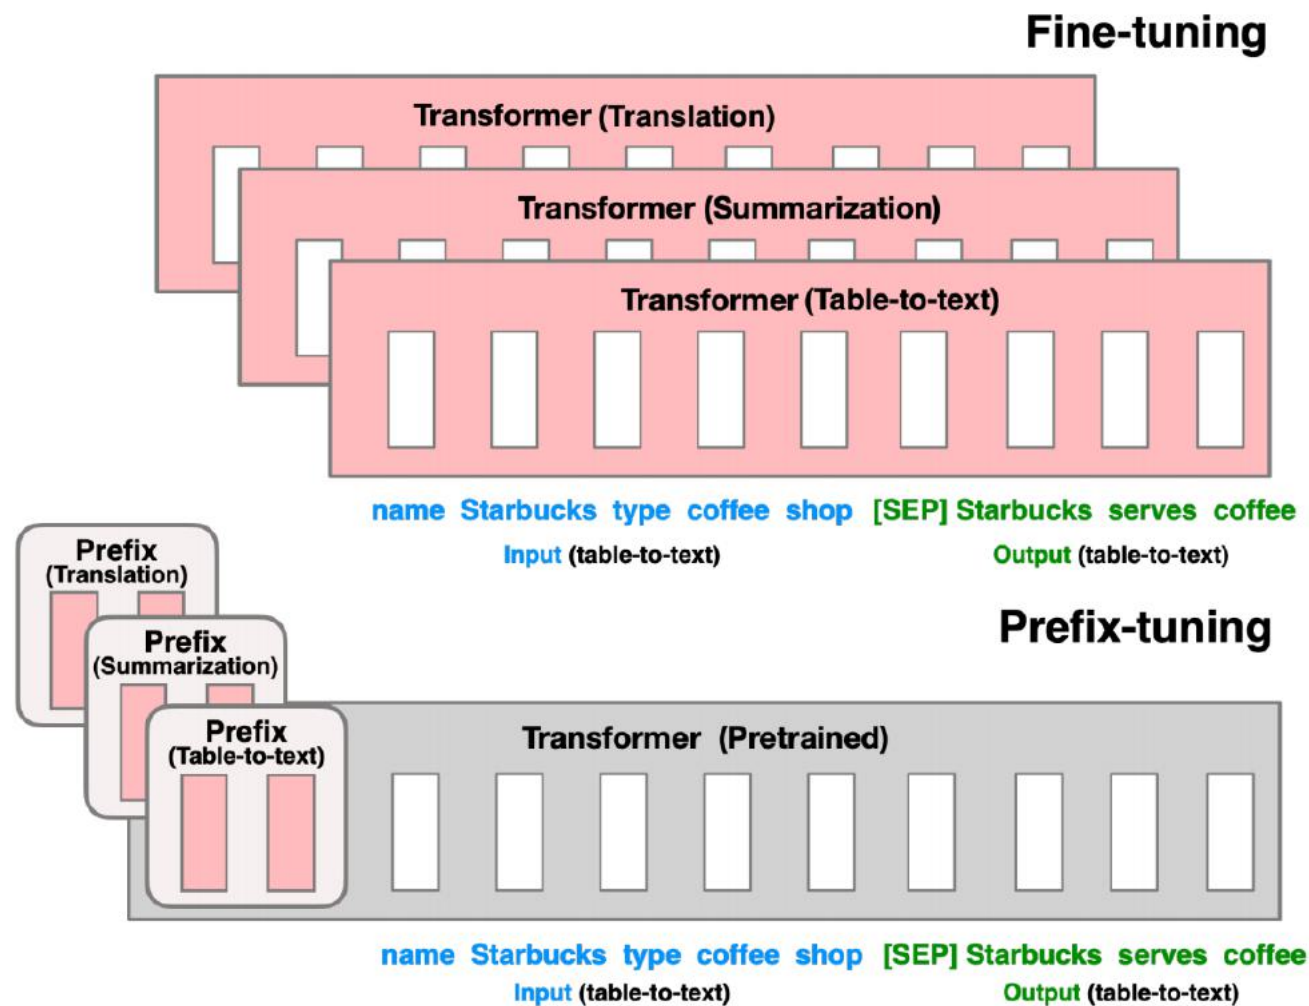 Fine-tuning
Transformer (Translation)
Transformer (Summarization)
Transformer (Table-to-text)
name Starbucks type coffee shop [SEP] Starbucks serves coffee
Input (table-to-text) Output (table-to-text)
Prefix
(Translation)
Prefix-tuning
Prefix
(Summarization)
Prefix
(Table-to-text)
Transformer (Pretrained)
name Starbucks type coffee shop [SEP] Starbucks serves coffee
Input (table-to-text) Output (table-to-text)